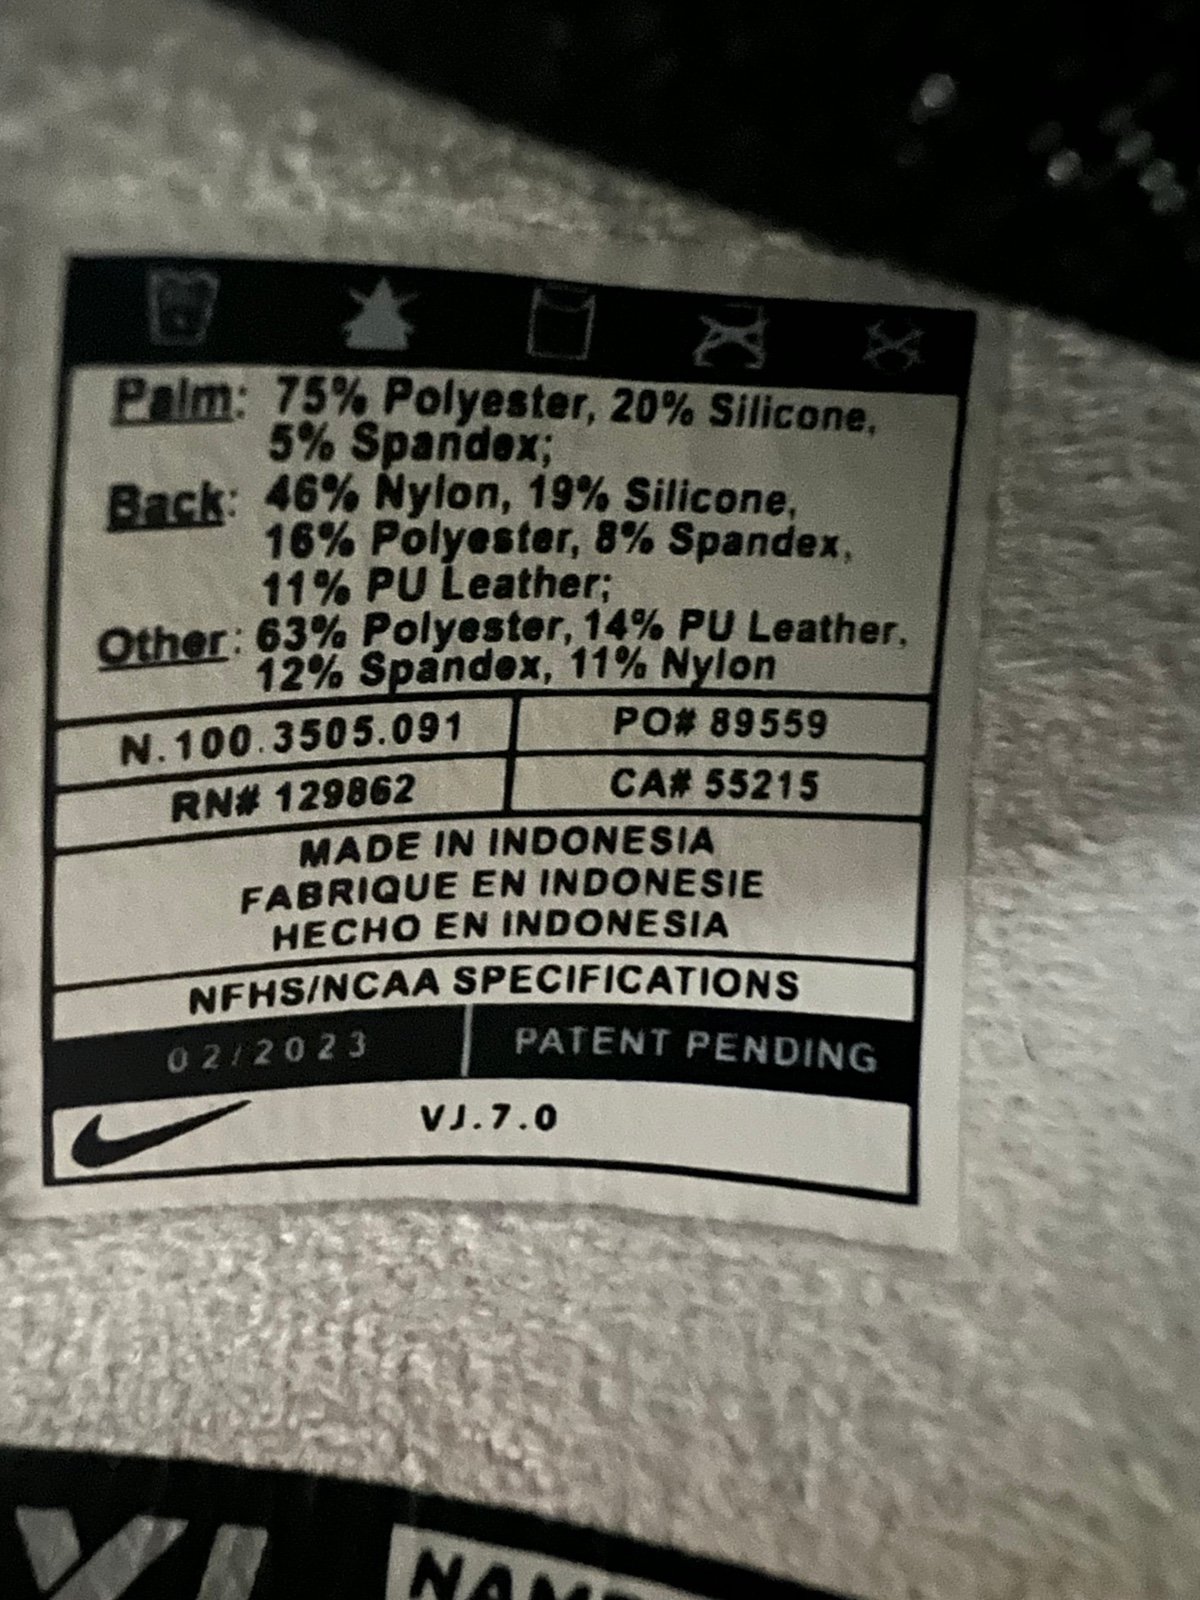 Palm: 75% Polyester, 20% Silicone,
5% Spandex;
Back: 46% Nylon, 19% Silicone,
16% Polyester, 8% Spandex,
11% PU Leather;
Other: 63% Polyester, 14% PU Leather,
12% Spandex, 11% Nylon
N.100.3505.091 PO# 89559
RN# 129862 CA# 55215
MADE IN INDONESIA
FABRIQUE EN INDONESIE
HECHO EN INDONESIA
NFHS/NCAA SPECIFICATIONS
02/2023 PATENT PENDING
VJ.7.0